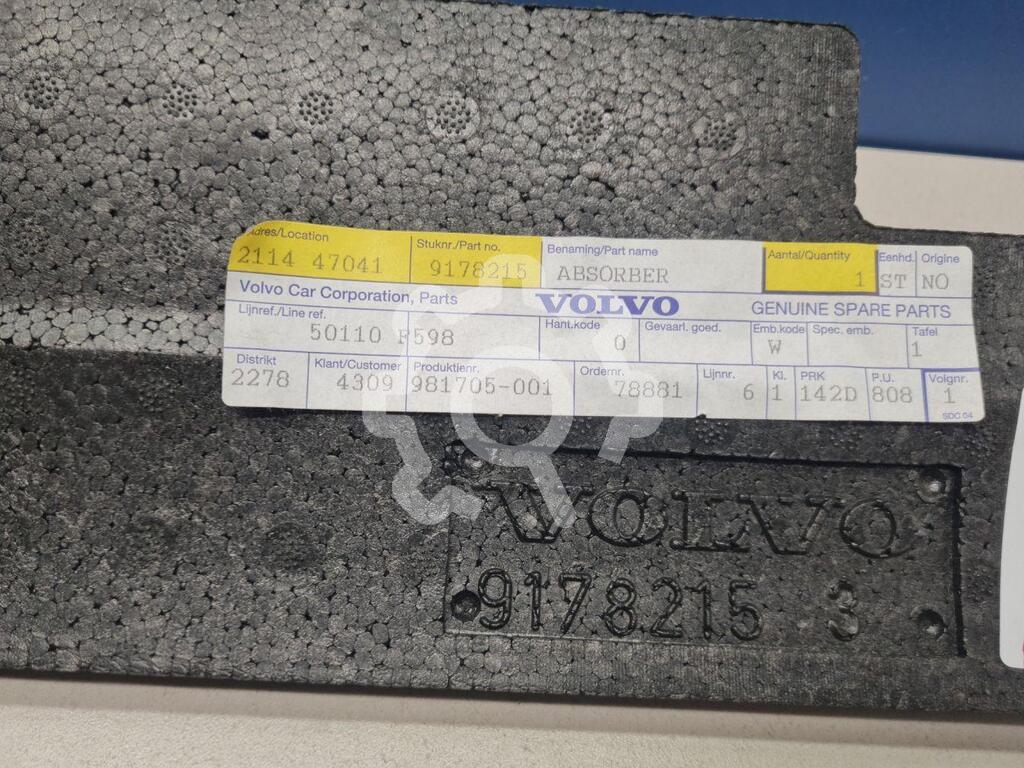 Adres/Location Stuknr./Part no. Benaming/Part name Aantal/Quantity Eenhd. Origine
2114 47041 9178215 ABSORBER 1 ST NO
Volvo Car Corporation, Parts VOLVO GENUINE SPARE PARTS
Lijnref./Line ref. Hant.kode Gevaarl. goed. Emb.kode Spec. emb. Tafel
50110 F598 0 W 1
Distrikt Klant/Customer Produktienr. Ordernr. Lijnnr. Kl. PRK P.U. Volgnr.
2278 4309 981705-001 78881 6 1 142D 808 1
SDC 04
VOLVO
9178215 3